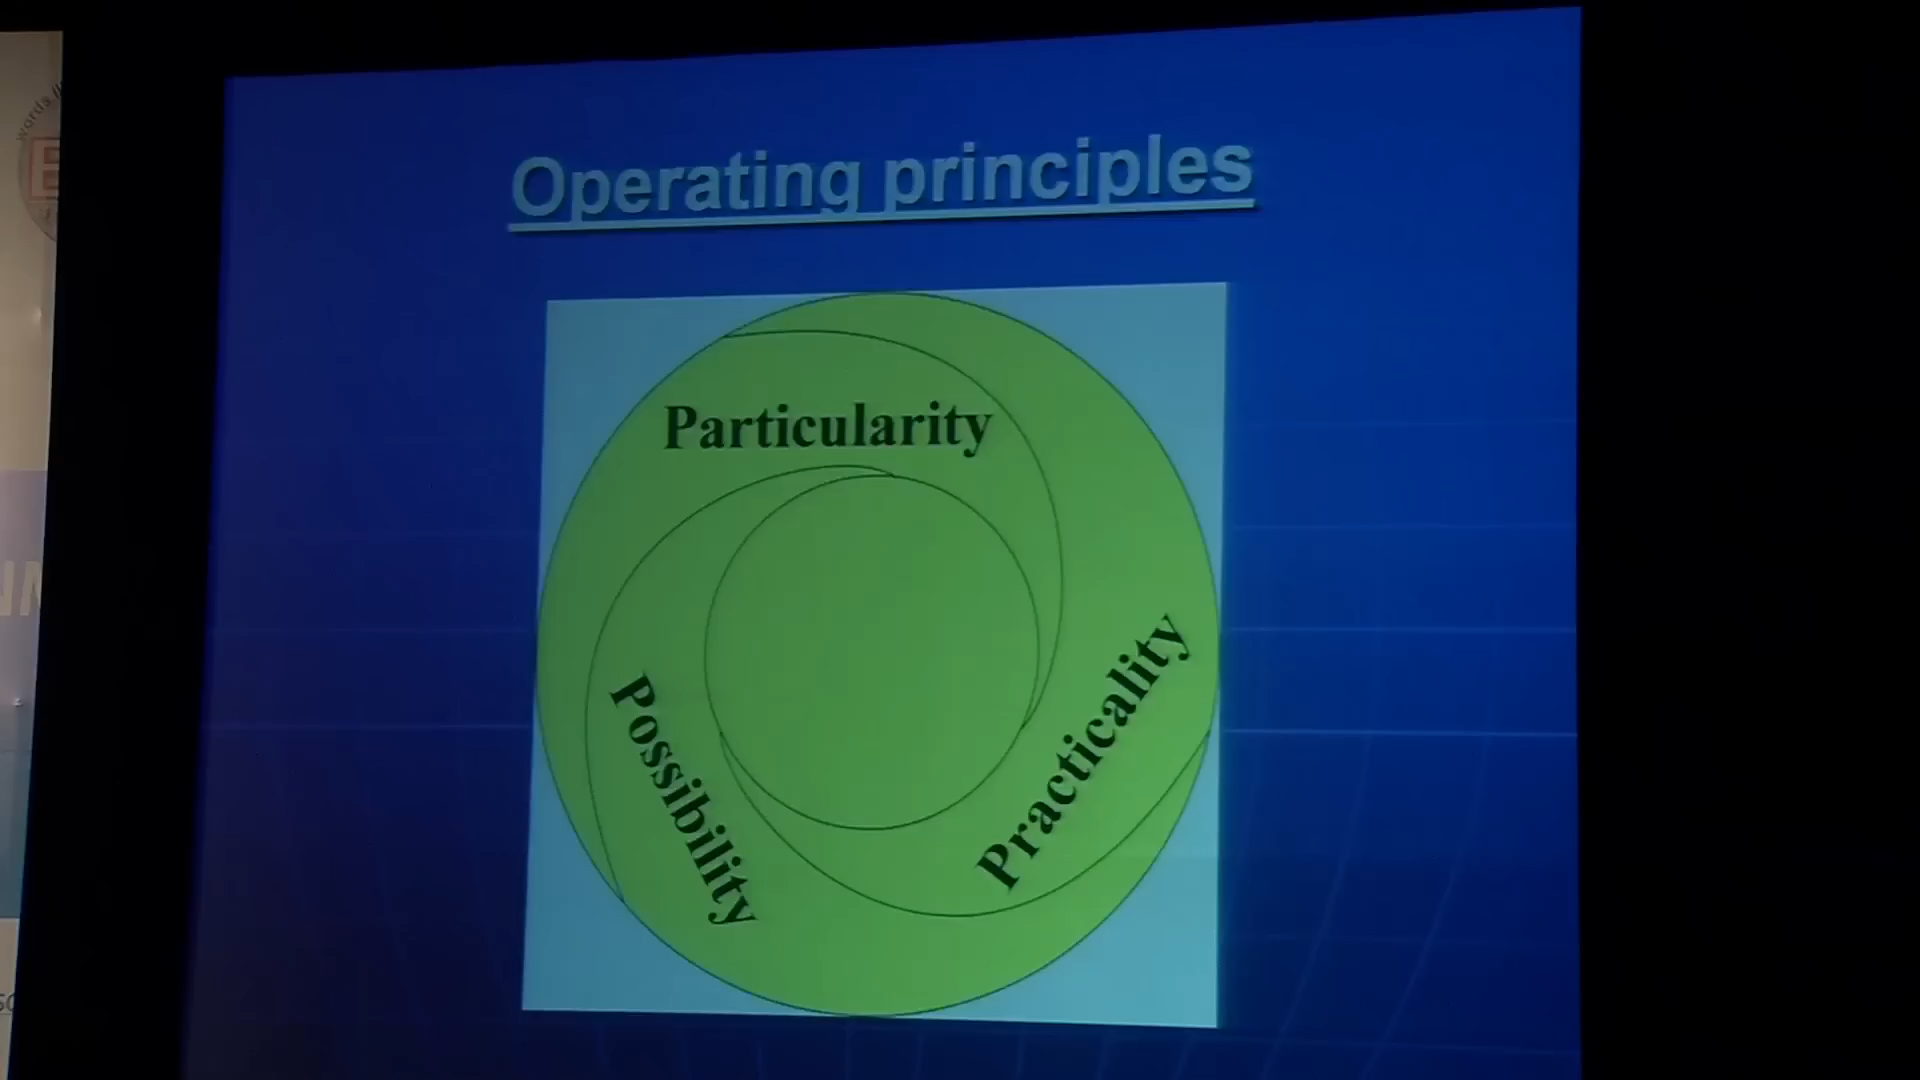 Operating principles
Particularity
Possibility
Practicality